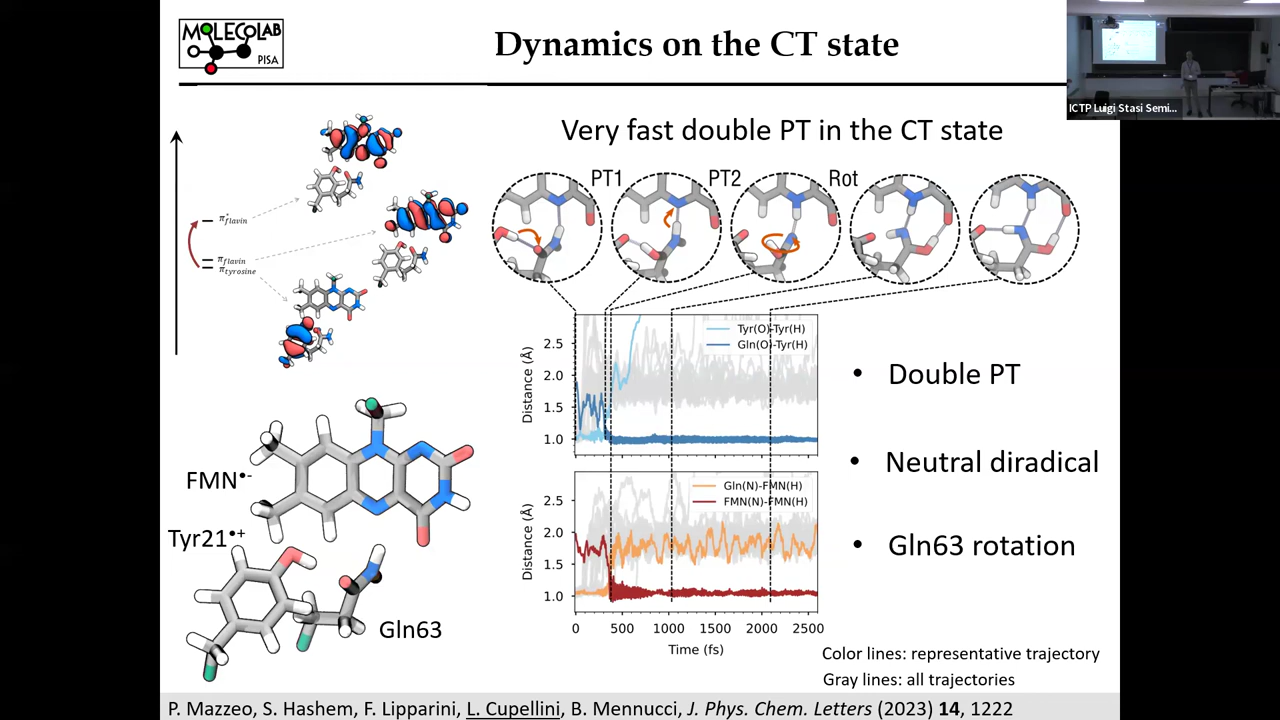 MOLECOLAB
PISA
Dynamics on the CT state
ICTP Luigi Stasi Semi...
Very fast double PT in the CT state
PT1
PT2
Rot
π*flavin
πflavin
πtyrosine
Tyr(O)-Tyr(H)
Gln(O)-Tyr(H)
Distance (Å)
2.5
2.0
1.5
1.0
Gln(N)-FMN(H)
FMN(N)-FMN(H)
Distance (Å)
2.5
2.0
1.5
1.0
0 500 1000 1500 2000 2500
Time (fs)
• Double PT
• Neutral diradical
• Gln63 rotation
FMN•-
Tyr21•+
Gln63
Color lines: representative trajectory
Gray lines: all trajectories
P. Mazzeo, S. Hashem, F. Lipparini, L. Cupellini, B. Mennucci, J. Phys. Chem. Letters (2023) 14, 1222